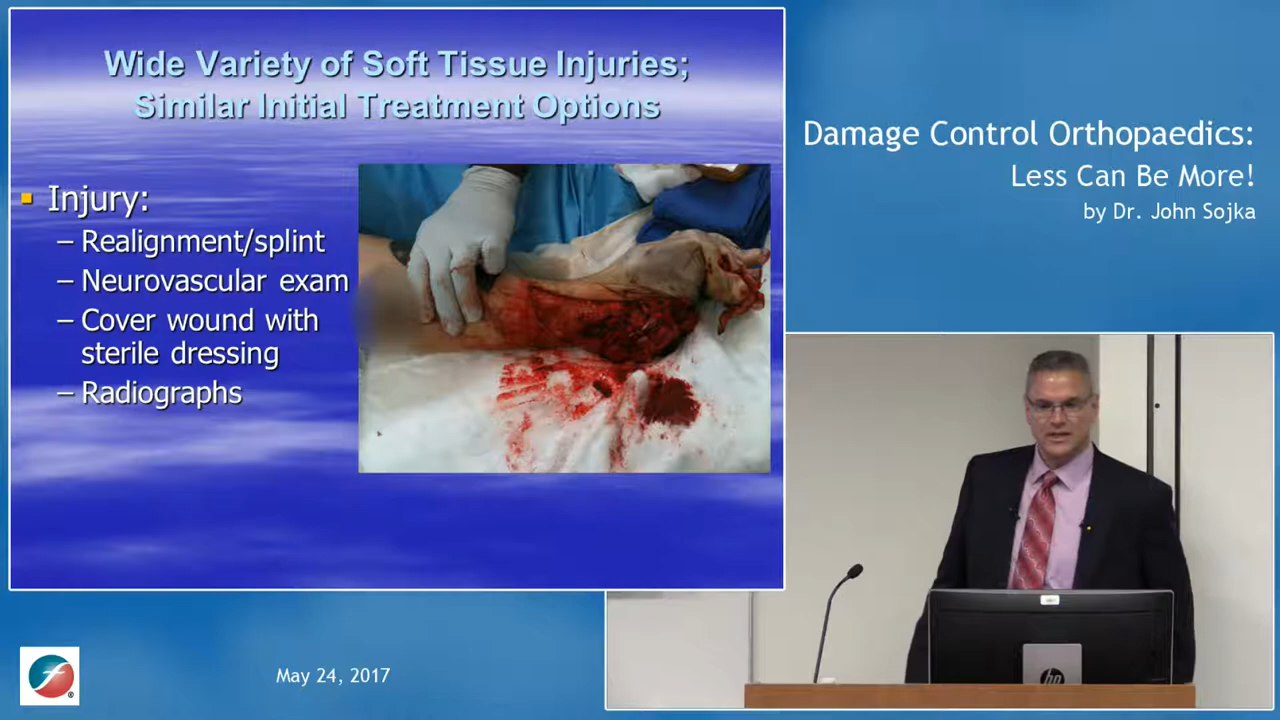 Wide Variety of Soft Tissue Injuries;
Similar Initial Treatment Options
Injury:
– Realignment/splint
– Neurovascular exam
– Cover wound with
sterile dressing
– Radiographs
Damage Control Orthopaedics:
Less Can Be More!
by Dr. John Sojka
May 24, 2017
f
®
hp